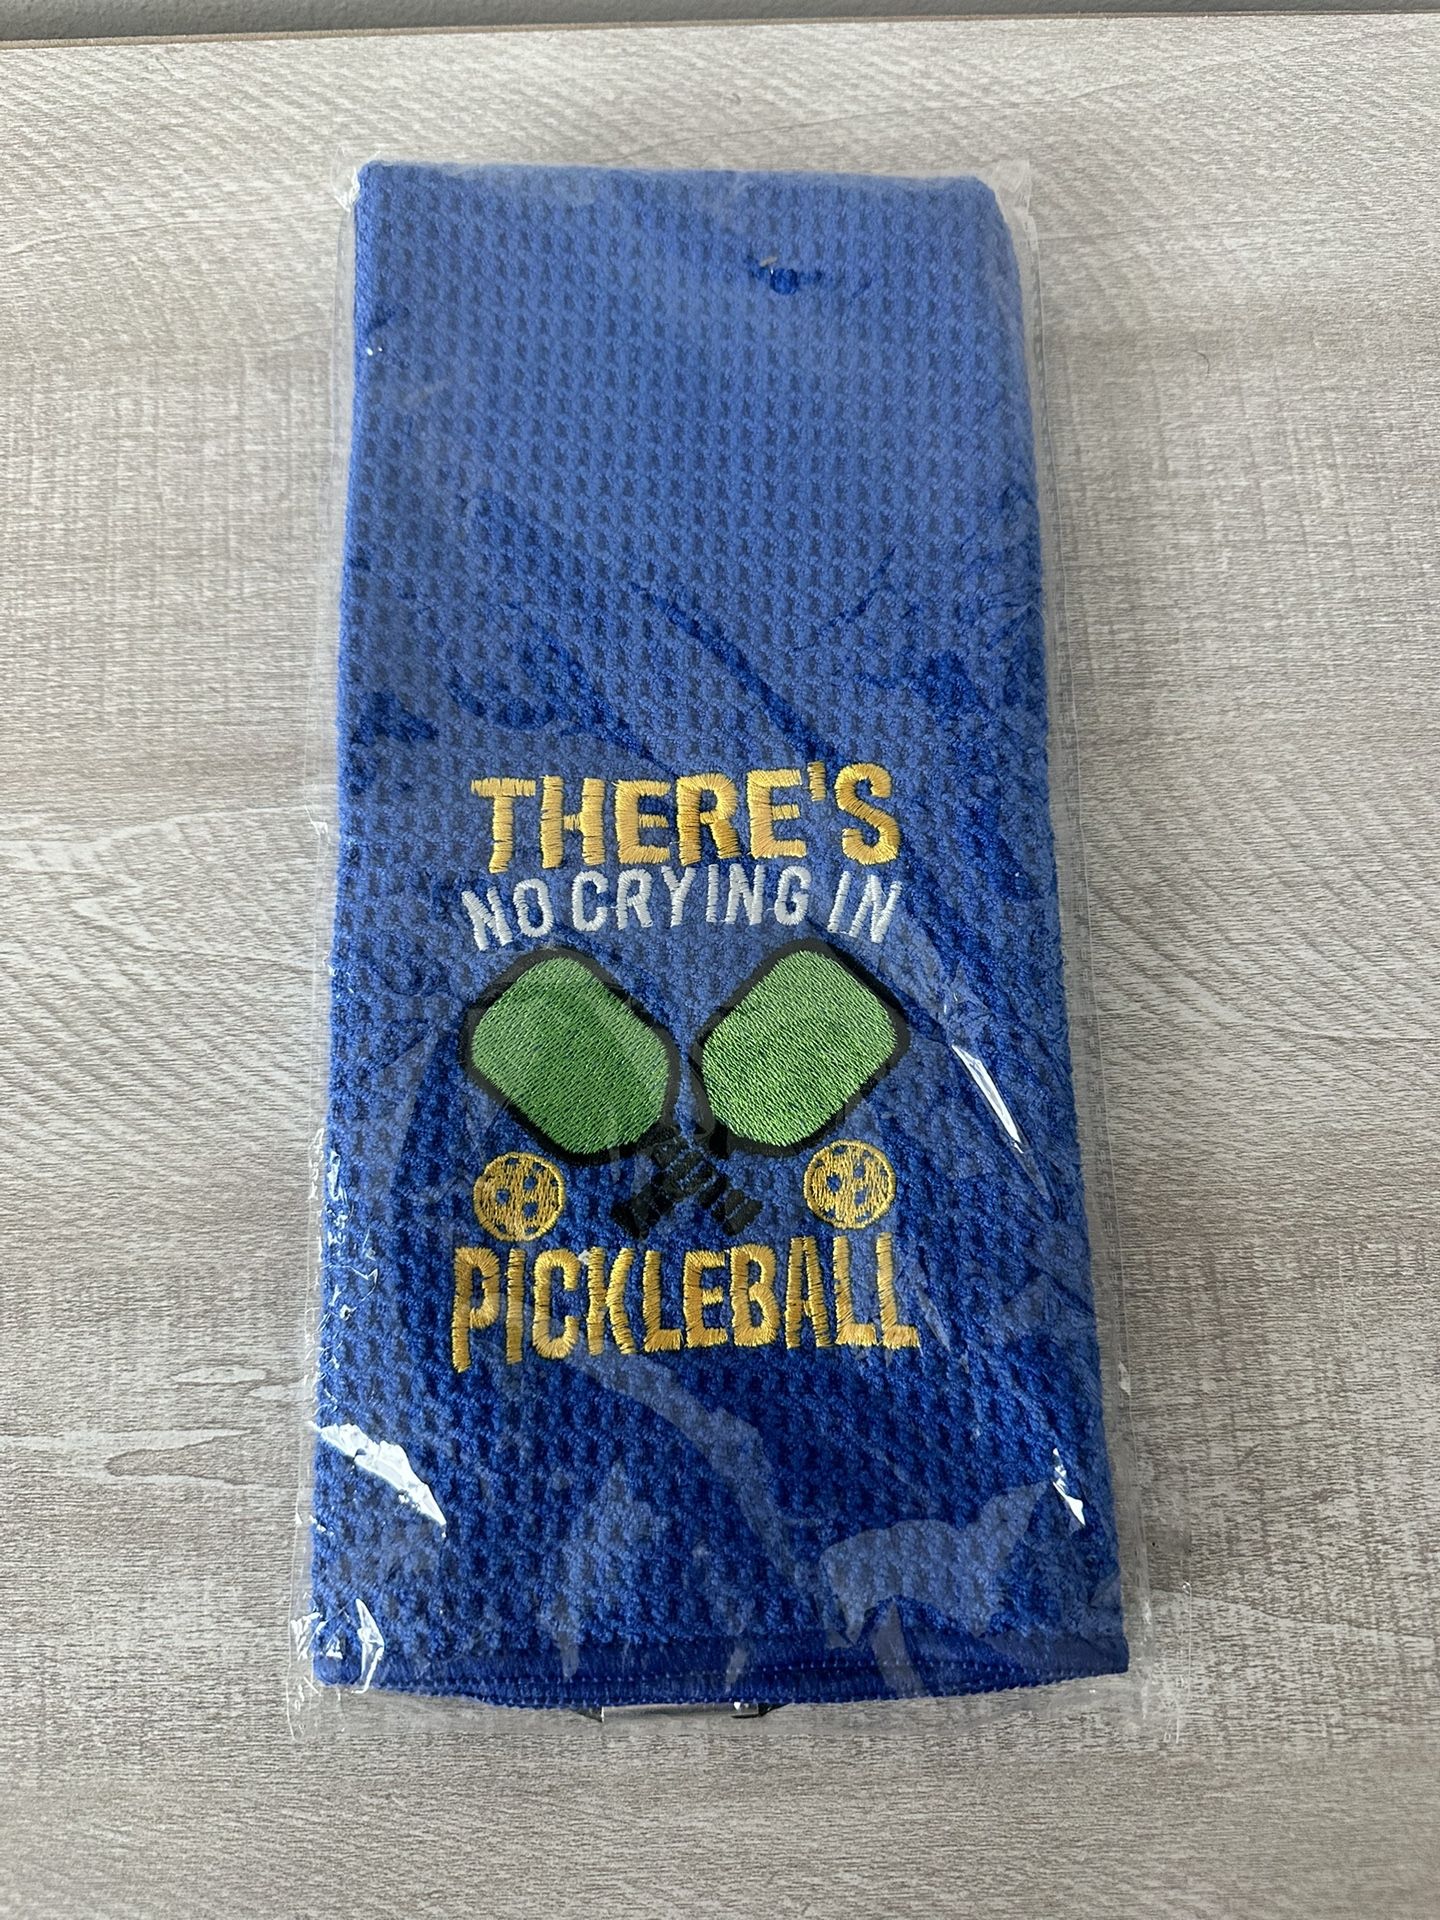 THERE'S
NO CRYING IN
PICKLEBALL